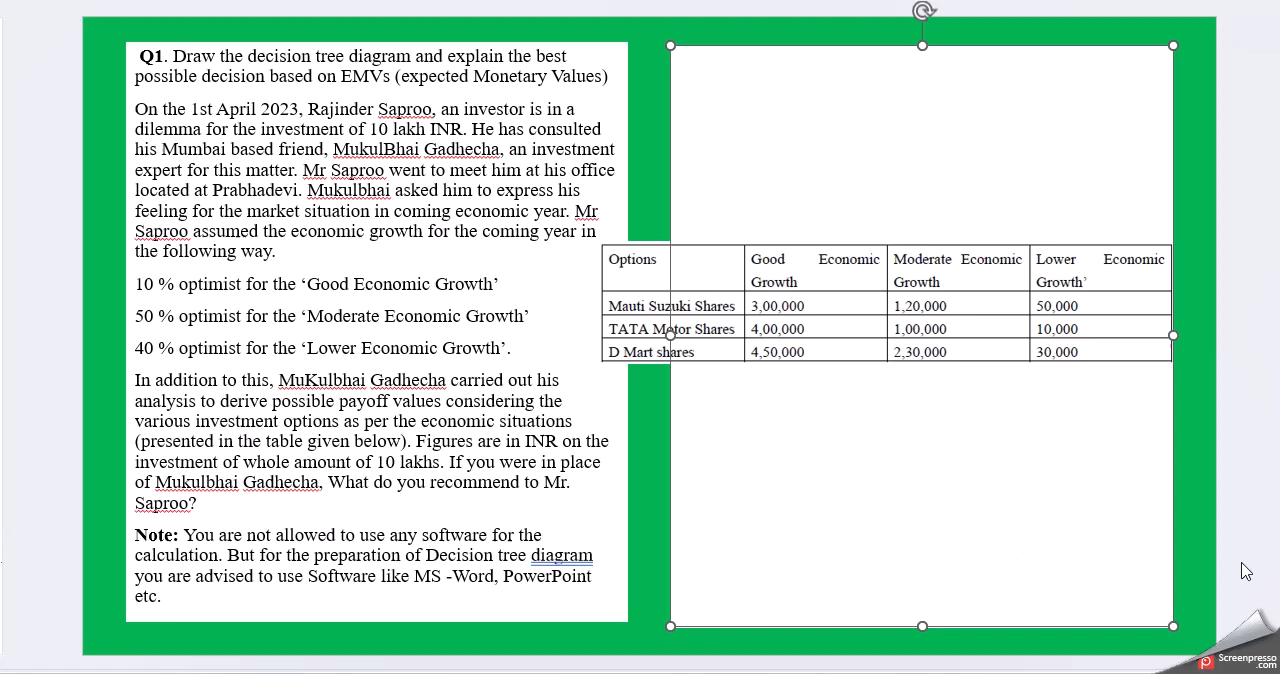 Q1. Draw the decision tree diagram and explain the best
possible decision based on EMVs (expected Monetary Values)
On the 1st April 2023, Rajinder Saproo, an investor is in a
dilemma for the investment of 10 lakh INR. He has consulted
his Mumbai based friend, MukulBhai Gadhecha, an investment
expert for this matter. Mr Saproo went to meet him at his office
located at Prabhadevi. Mukulbhai asked him to express his
feeling for the market situation in coming economic year. Mr
Saproo assumed the economic growth for the coming year in
the following way.
10 % optimist for the ‘Good Economic Growth’
50 % optimist for the ‘Moderate Economic Growth’
40 % optimist for the ‘Lower Economic Growth’.
In addition to this, MuKulbhai Gadhecha carried out his
analysis to derive possible payoff values considering the
various investment options as per the economic situations
(presented in the table given below). Figures are in INR on the
investment of whole amount of 10 lakhs. If you were in place
of Mukulbhai Gadhecha, What do you recommend to Mr.
Saproo?
Note: You are not allowed to use any software for the
calculation. But for the preparation of Decision tree diagram
you are advised to use Software like MS -Word, PowerPoint
etc.
Options Good Economic Moderate Economic Lower Economic
Growth Growth Growth’
Mauti Suzuki Shares 3,00,000 1,20,000 50,000
TATA Motor Shares 4,00,000 1,00,000 10,000
D Mart shares 4,50,000 2,30,000 30,000
Screenpresso
.com